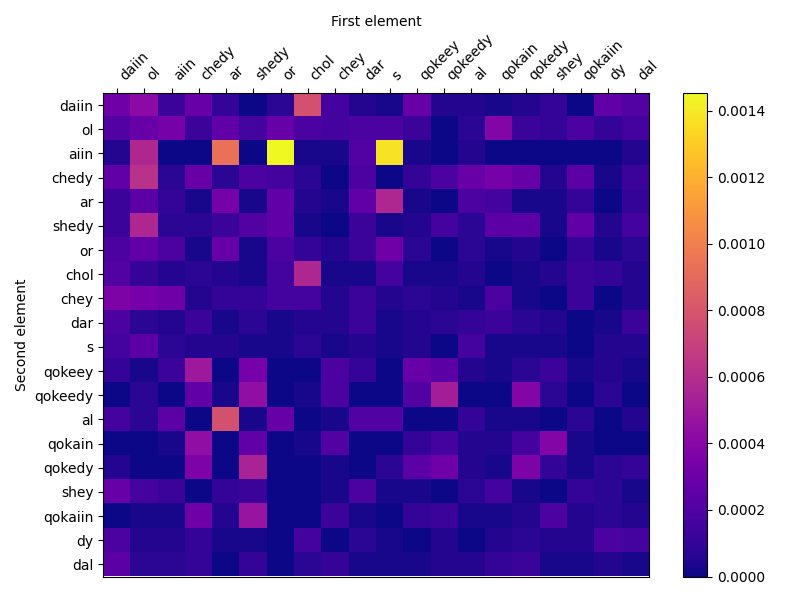 First element
daiin ol aiin chedy ar shedy or chol chey dar s qokeey qokeedy al qokain qokedy shey qokaiin dy dal
Second element
daiin
ol
aiin
chedy
ar
shedy
or
chol
chey
dar
s
qokeey
qokeedy
al
qokain
qokedy
shey
qokaiin
dy
dal
0.0014
0.0012
0.0010
0.0008
0.0006
0.0004
0.0002
0.0000